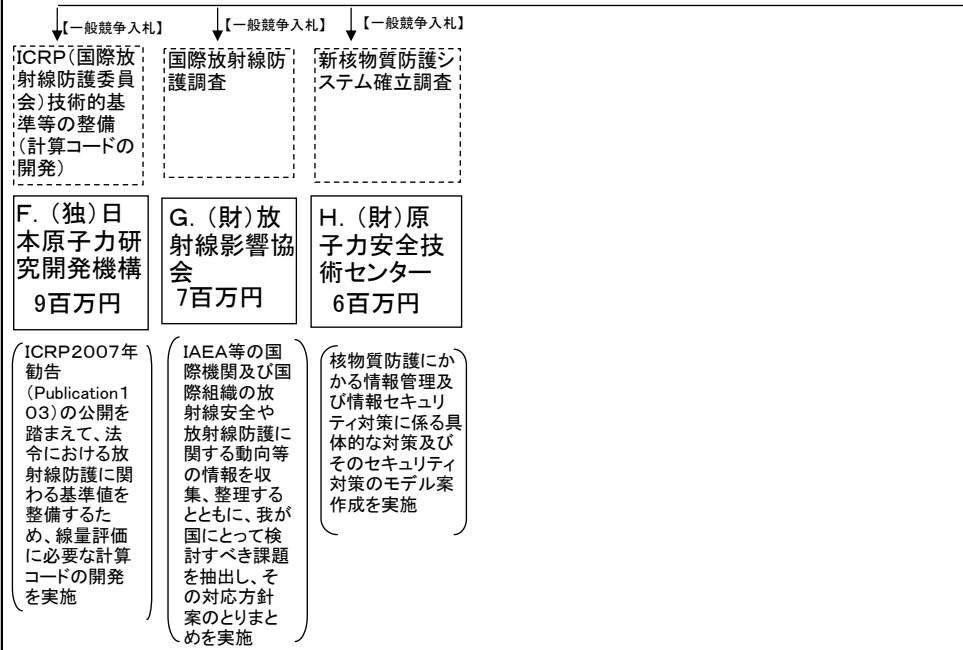 【一般競争入札】
【一般競争入札】
【一般競争入札】
ICRP(国際放
射線防護委員
会)技術的基
準等の整備
(計算コードの
開発)
国際放射線防
護調査
新核物質防護シ
ステム確立調査
F.(独)日
本原子力研
究開発機構
9百万円
G.(財)放
射線影響協
会
7百万円
H.(財)原
子力安全技
術センター
6百万円
ICRP2007年
勧告
(Publication1
03)の公開を
踏まえて、法
令における放
射線防護に関
わる基準値を
整備するた
め、線量評価
に必要な計算
コードの開発
を実施
IAEA等の国
際機関及び国
際組織の放
射線安全や
放射線防護に
関する動向等
の情報を収
集、整理する
とともに、我が
国にとって検
討すべき課題
を抽出し、そ
の対応方針
案のとりまと
めを実施
核物質防護にか
かる情報管理及
び情報セキュリ
ティ対策に係る具
体的な対策及び
そのセキュリティ
対策のモデル案
作成を実施